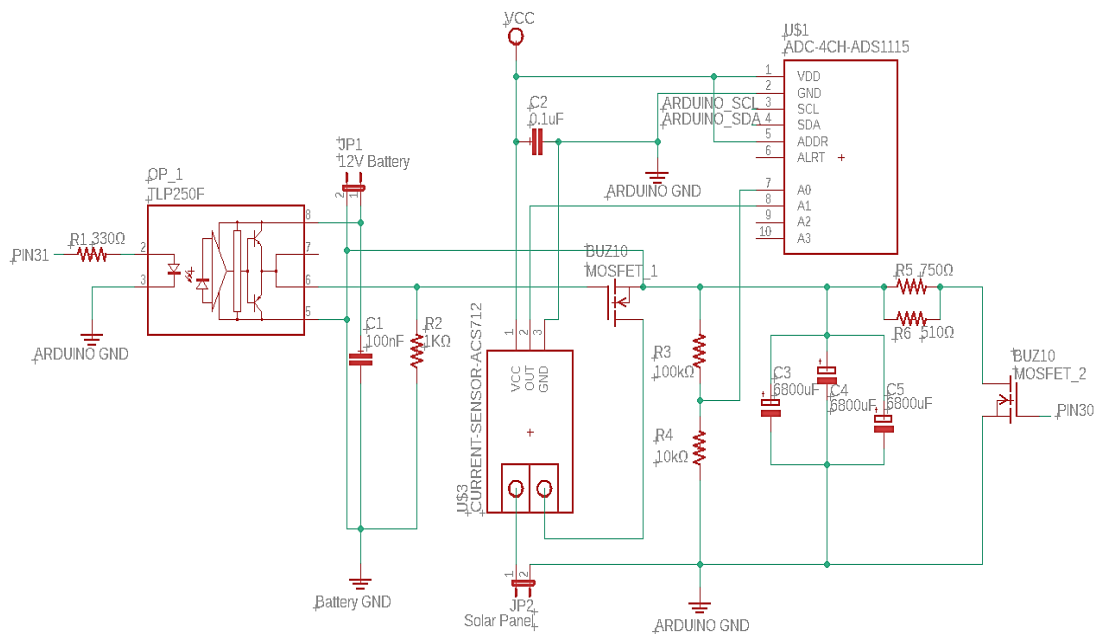 VCC
U$1
ADC-4CH-ADS1115
1 VDD
2 GND
ARDUINO_SCL 3 SCL
ARDUINO_SDA 4 SDA
5 ADDR
6 ALRT
7 A0
8 A1
9 A2
10 A3
C2
0.1uF
ARDUINO GND
JP1
12V Battery
2 1
OP_1
TLP250F
PIN31
R1 330Ω
2
3
8
7
6
5
ARDUINO GND
C1
100nF
R2
1KΩ
Battery GND
BUZ10
MOSFET_1
U$3
CURRENT-SENSOR-ACS712
1 2 3
VCC
OUT
GND
1 2
JP2
Solar Panel
R3
100kΩ
R4
10kΩ
ARDUINO GND
C3
6800uF
C4
6800uF
C5
6800uF
R5 750Ω
R6 510Ω
BUZ10
MOSFET_2
PIN30